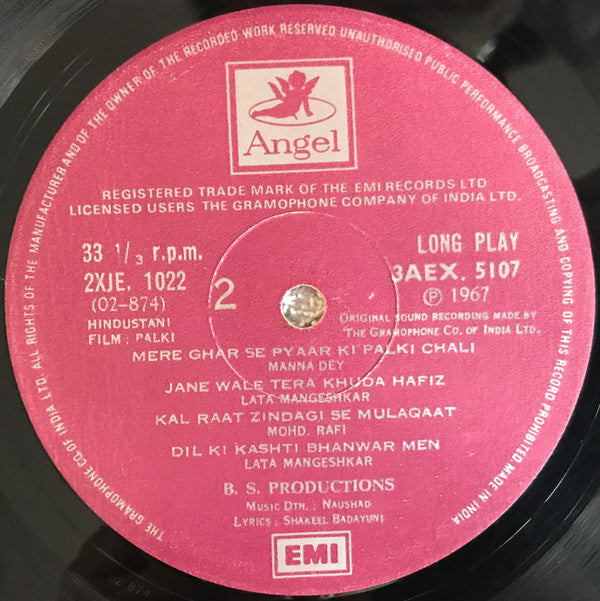 THE GRAMOPHONE CO. OF INDIA LTD. ALL RIGHTS OF THE MANUFACTURER AND OF THE OWNER OF THE RECORDED WORK RESERVED UNAUTHORISED PUBLIC PERFORMANCE BROADCASTING AND COPYING OF THIS RECORD PROHIBITED MADE IN INDIA
Angel
REGISTERED TRADE MARK OF THE EMI RECORDS LTD
LICENSED USERS THE GRAMOPHONE COMPANY OF INDIA LTD.
33 1/3 r.p.m.
2XJE. 1022
(02-874)
HINDUSTANI
FILM : PALKI
2
LONG PLAY
3AEX. 5107
Ⓟ 1967
ORIGINAL SOUND RECORDING MADE BY
THE GRAMOPHONE CO. OF INDIA LTD.
MERE GHAR SE PYAAR KI PALKI CHALI
MANNA DEY
JANE WALE TERA KHUDA HAFIZ
LATA MANGESHKAR
KAL RAAT ZINDAGI SE MULAQAAT
MOHD. RAFI
DIL KI KASHTI BHANWAR MEN
LATA MANGESHKAR
B. S. PRODUCTIONS
MUSIC DTN. : NAUSHAD
LYRICS : SHAKEEL BADAYUNI
EMI